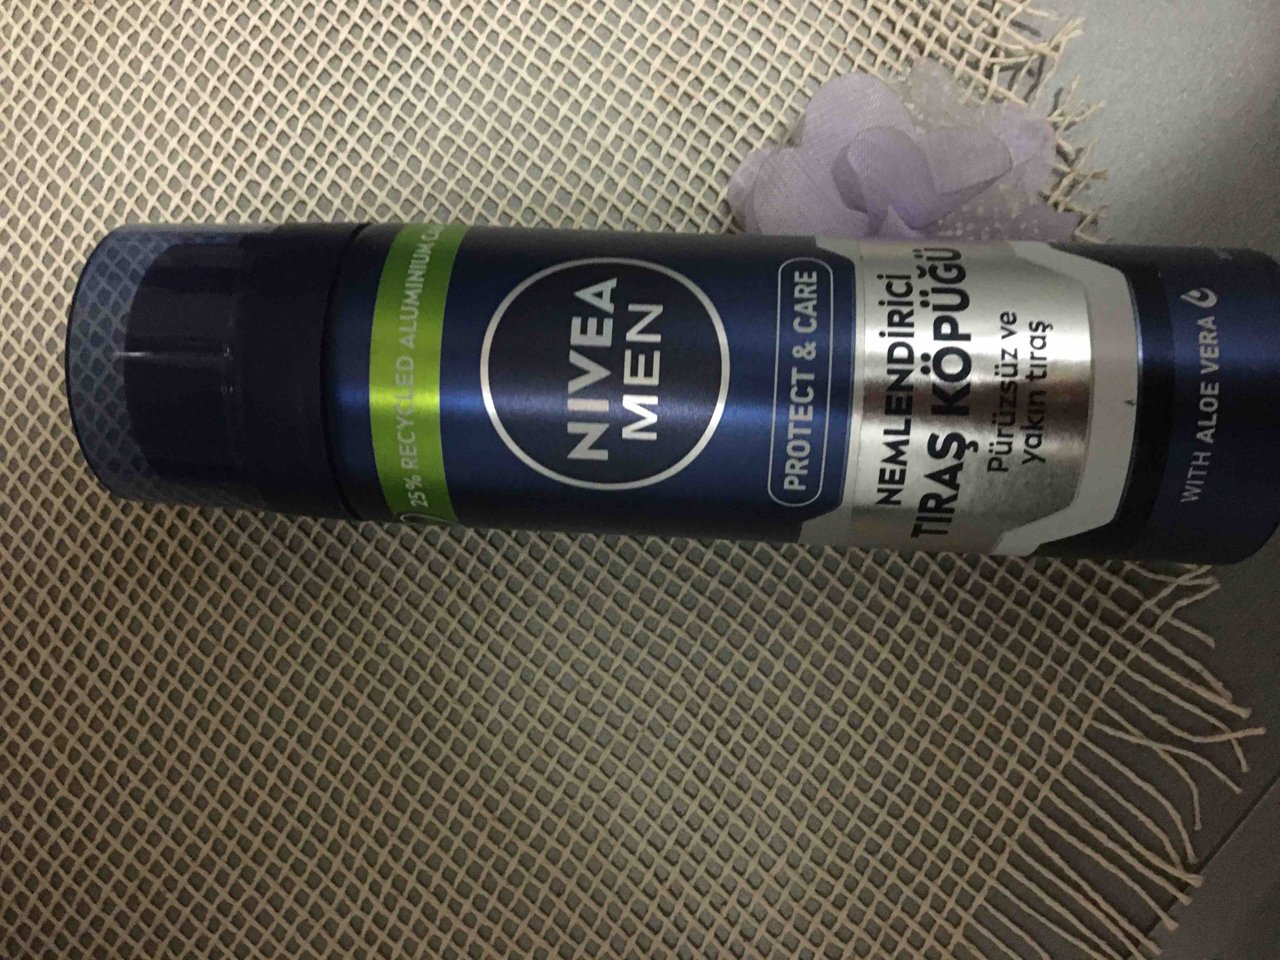 25% RECYCLED ALUMINIUM
NIVEA
MEN
PROTECT & CARE
NEMLENDİRİCİ
TIRAŞ KÖPÜĞÜ
Pürüzsüz ve
yakın tıraş
WITH ALOE VERA